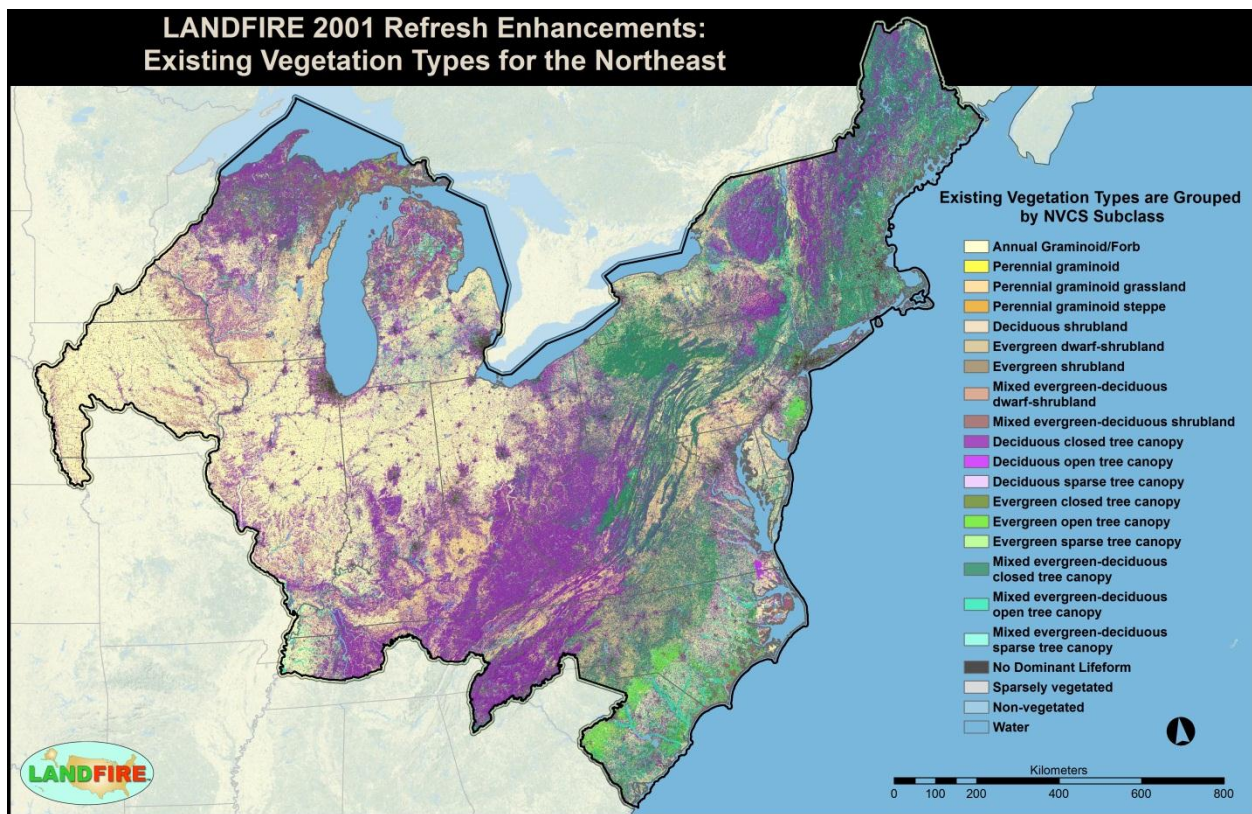 LANDFIRE 2001 Refresh Enhancements:
Existing Vegetation Types for the Northeast
Existing Vegetation Types are Grouped
by NVCS Subclass
Annual Graminoid/Forb
Perennial graminoid
Perennial graminoid grassland
Perennial graminoid steppe
Deciduous shrubland
Evergreen dwarf-shrubland
Evergreen shrubland
Mixed evergreen-deciduous
dwarf-shrubland
Mixed evergreen-deciduous shrubland
Deciduous closed tree canopy
Deciduous open tree canopy
Deciduous sparse tree canopy
Evergreen closed tree canopy
Evergreen open tree canopy
Evergreen sparse tree canopy
Mixed evergreen-deciduous
closed tree canopy
Mixed evergreen-deciduous
open tree canopy
Mixed evergreen-deciduous
sparse tree canopy
No Dominant Lifeform
Sparsely vegetated
Non-vegetated
Water
LANDFIRE
Kilometers
0 100 200 400 600 800